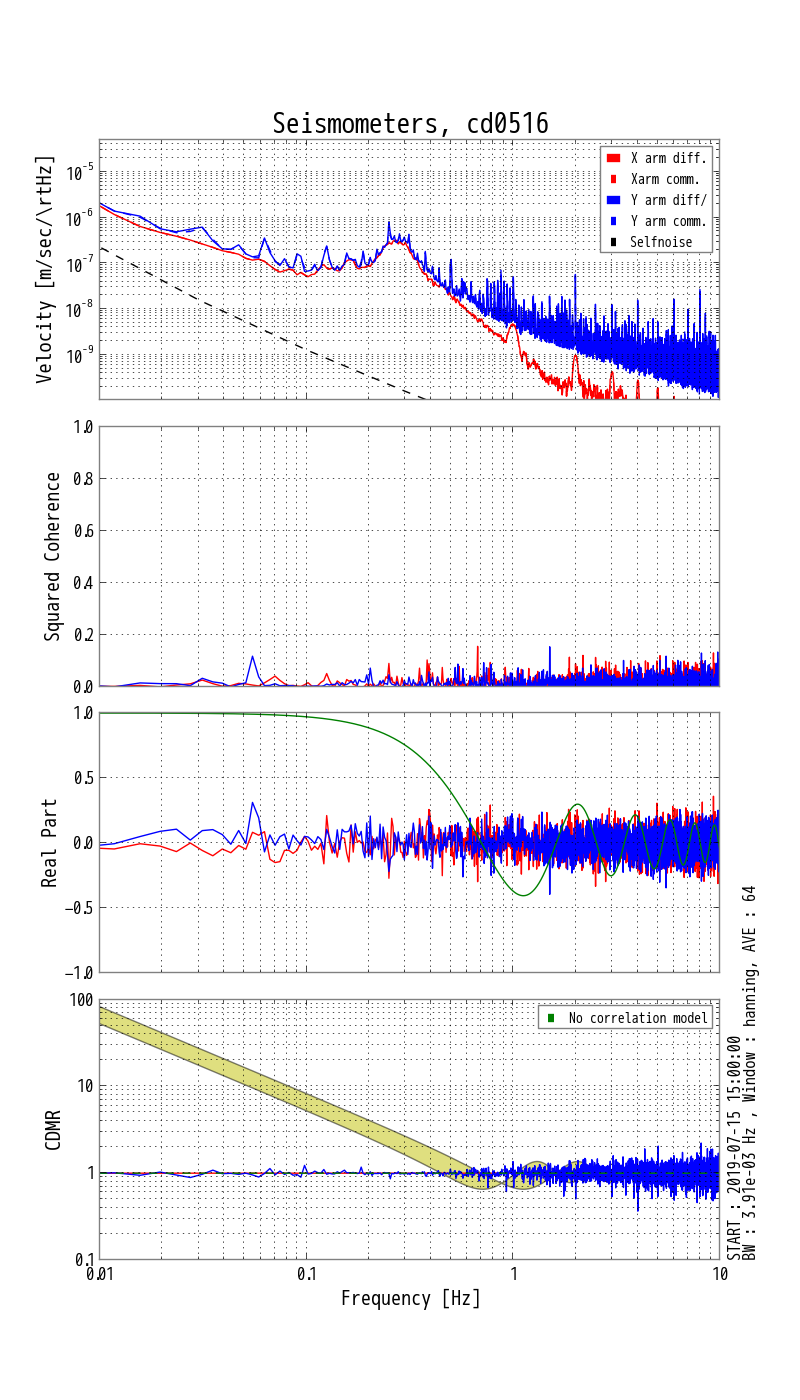 Seismometers, cd0516
Velocity [m/sec/\rtHz]
10^-5
10^-6
10^-7
10^-8
10^-9
X arm diff.
Xarm comm.
Y arm diff/
Y arm comm.
Selfnoise
Squared Coherence
1.0
0.8
0.6
0.4
0.2
0.0
Real Part
1.0
0.5
0.0
−0.5
−1.0
CDMR
100
10
1
0.1
No correlation model
0.01
0.1
1
10
Frequency [Hz]
START : 2019-07-15 15:00:00
BW : 3.91e-03 Hz , Window : hanning, AVE : 64